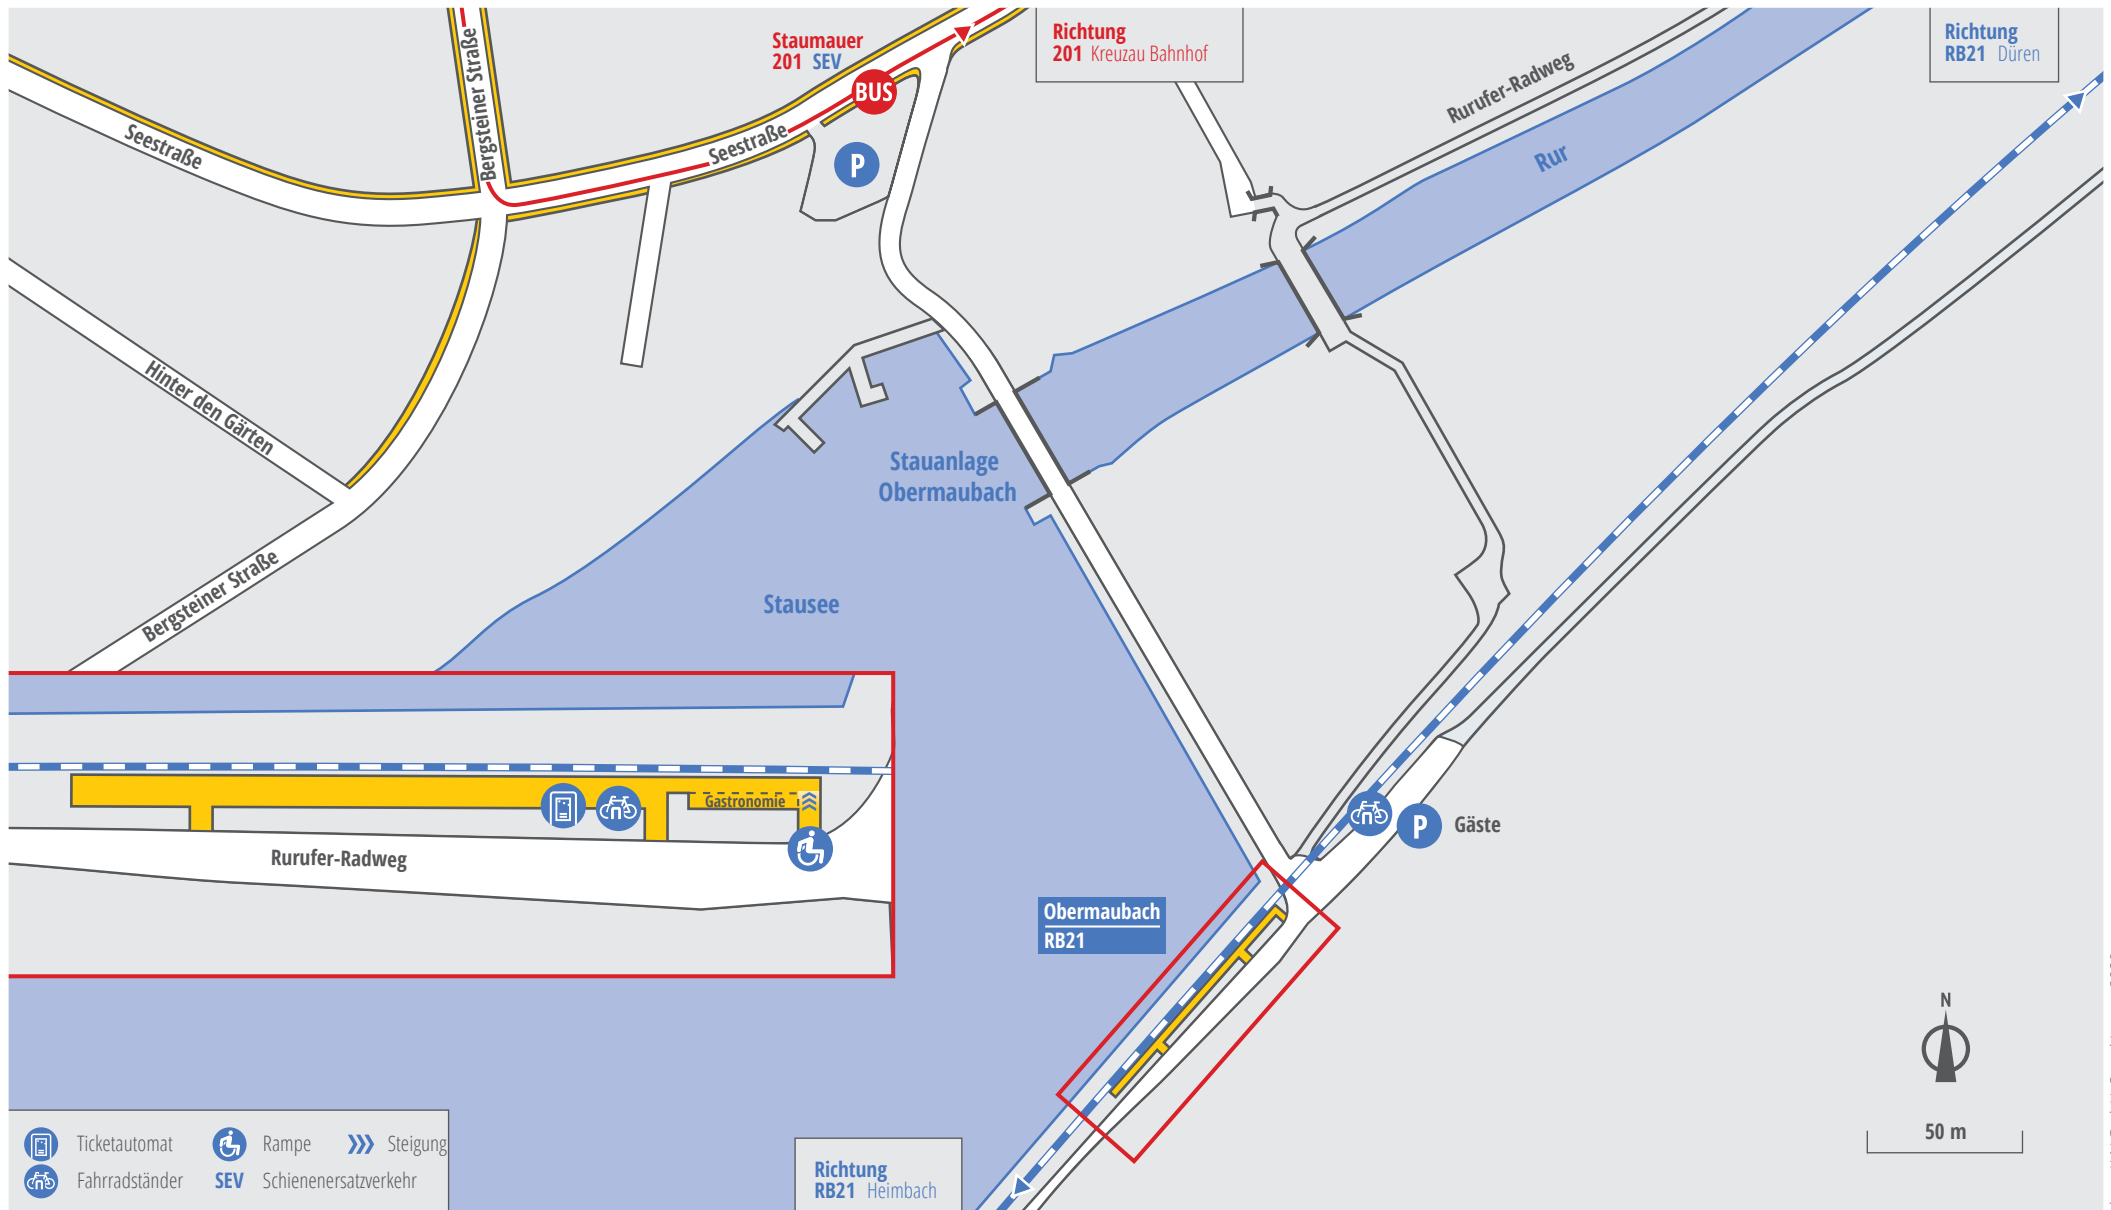 Staumauer
201 SEV
BUS
P
Richtung
201 Kreuzau Bahnhof
Richtung
RB21 Düren
Rurufer-Radweg
Rur
Bergsteiner Straße
Seestraße
Seestraße
Hinter den Gärten
Bergsteiner Straße
Stauanlage
Obermaubach
Stausee
Gastronomie
Rurufer-Radweg
P
Gäste
Obermaubach
RB21
N
50 m
Ticketautomat
Rampe
Steigung
Fahrradständer
SEV Schienenersatzverkehr
Richtung
RB21 Heimbach